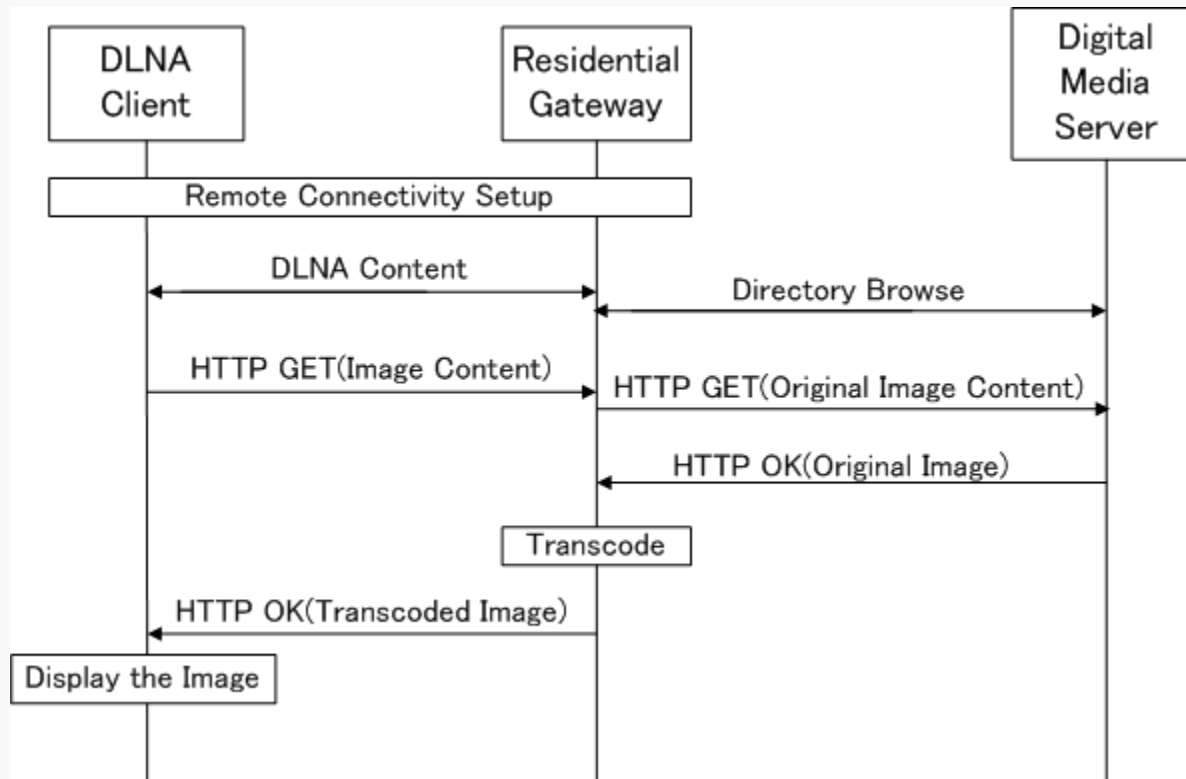 DLNA
Client
Residential
Gateway
Digital
Media
Server
Remote Connectivity Setup
DLNA Content
Directory Browse
HTTP GET(Image Content)
HTTP GET(Original Image Content)
HTTP OK(Original Image)
Transcode
HTTP OK(Transcoded Image)
Display the Image